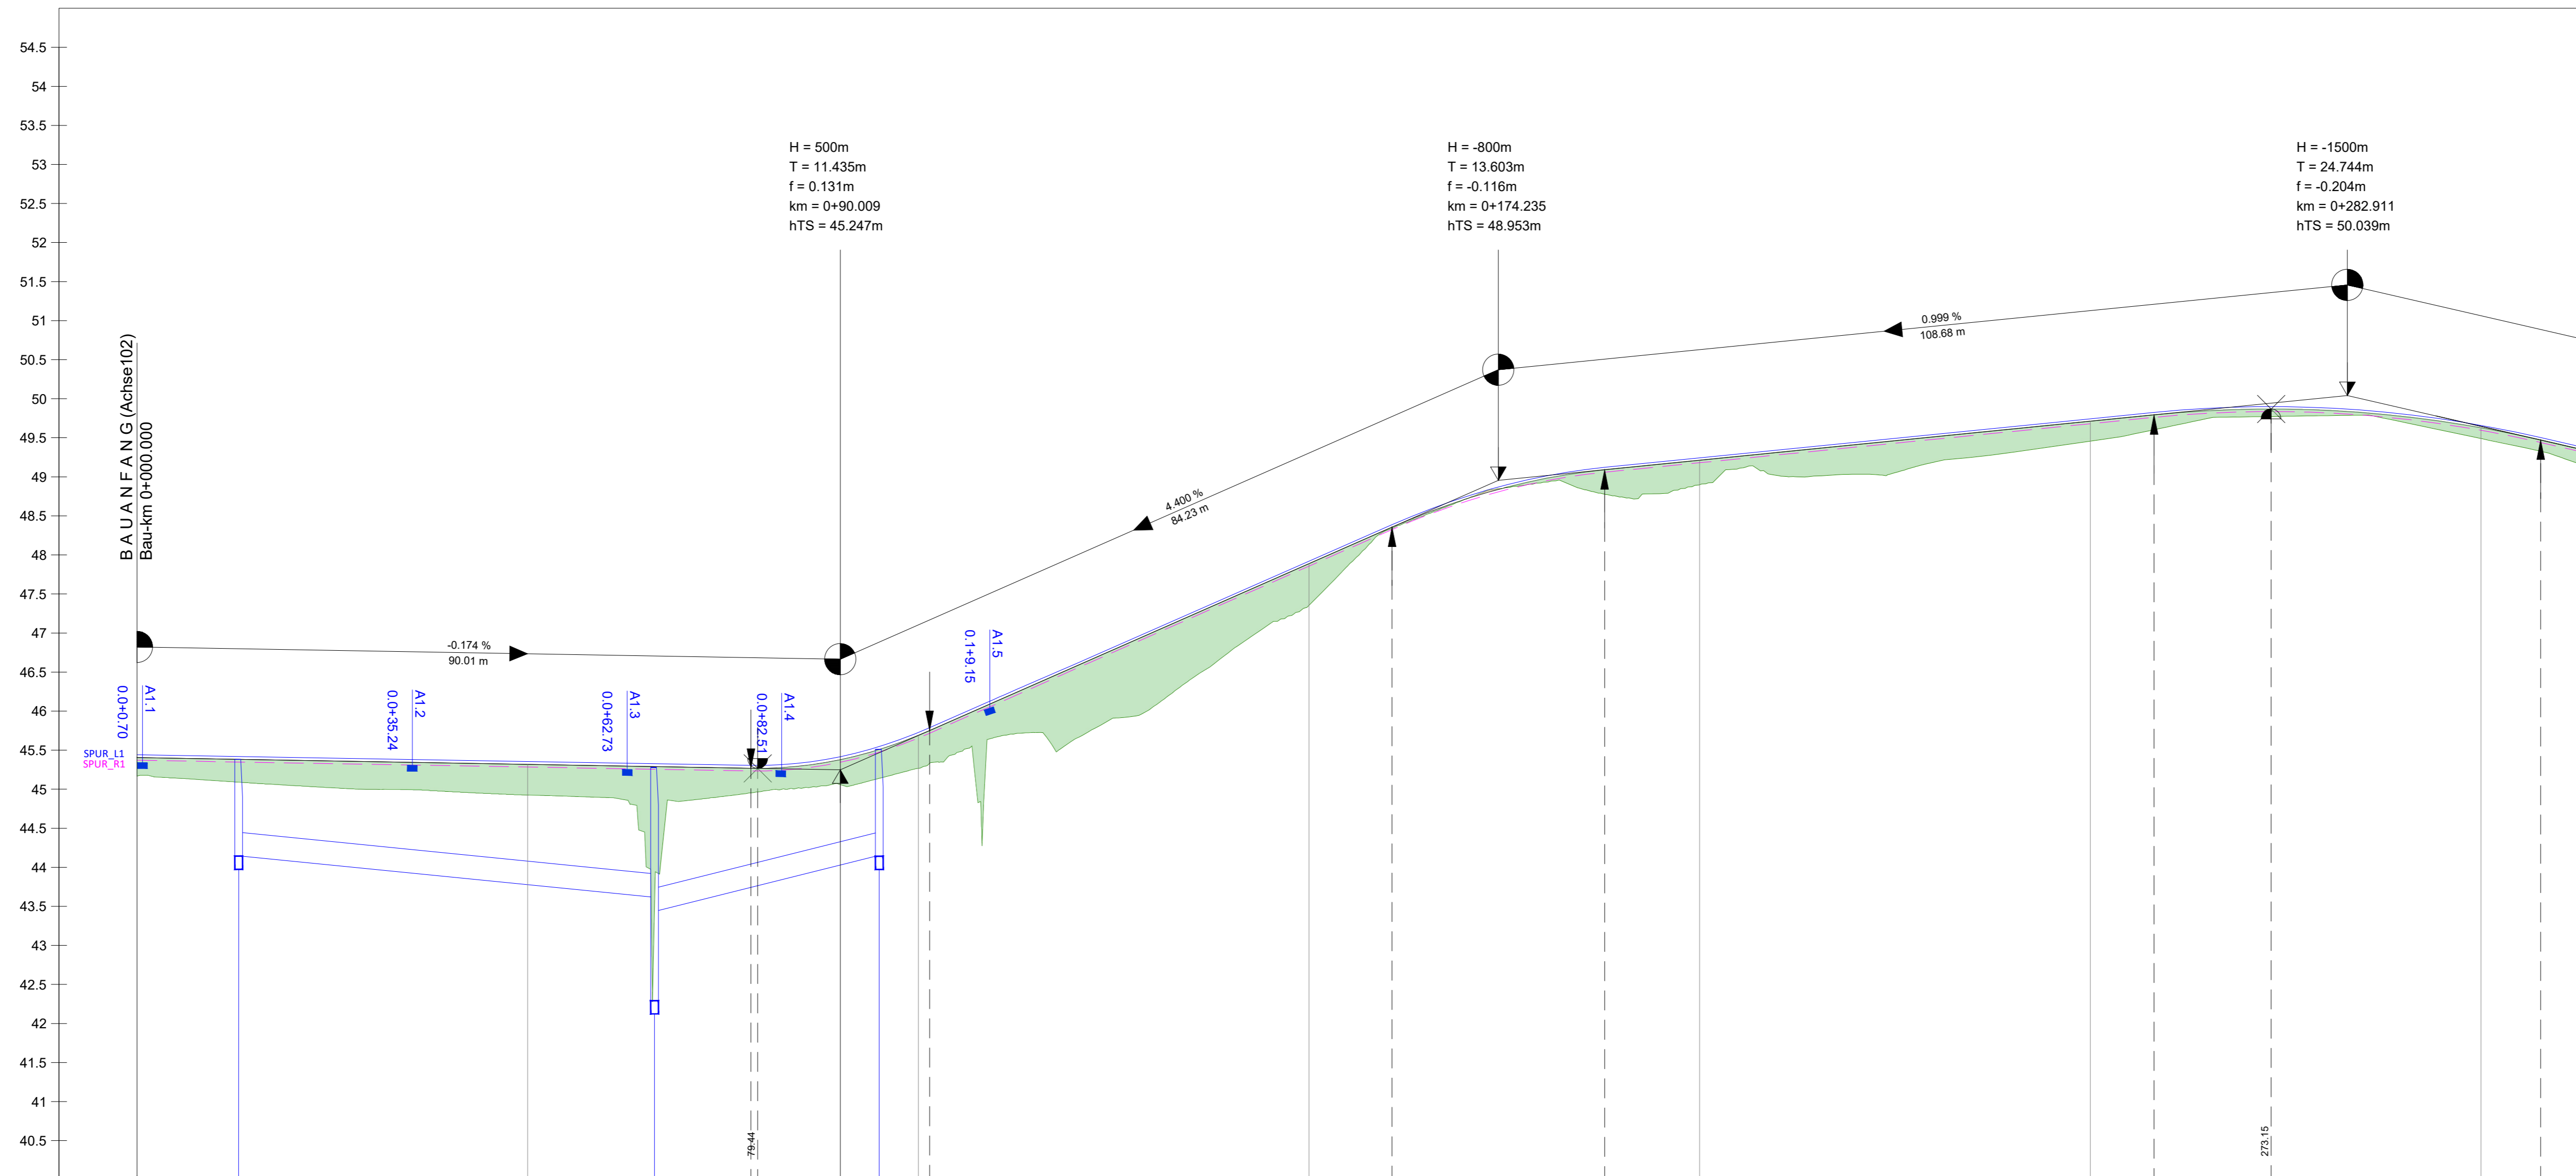 54.5
54
53.5
53
52.5
52
51.5
51
50.5
50
49.5
49
48.5
48
47.5
47
46.5
46
45.5
45
44.5
44
43.5
43
42.5
42
41.5
41
40.5
B A U A N F A N G (Achse102)
Bau-km 0+000.000
H = 500m
T = 11.435m
f = 0.131m
km = 0+90.009
hTS = 45.247m
H = -800m
T = 13.603m
f = -0.116m
km = 0+174.235
hTS = 48.953m
H = -1500m
T = 24.744m
f = -0.204m
km = 0+282.911
hTS = 50.039m
-0.174 %
90.01 m
4.400 %
84.23 m
0.999 %
108.68 m
A1.1
0.0+0.70
A1.2
0.0+35.24
A1.3
0.0+62.73
A1.4
0.0+82.51
A1.5
0.1+9.15
SPUR_L1
SPUR_R1
79.44
273.15